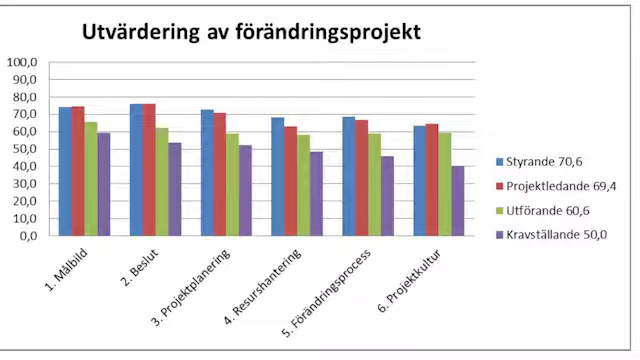 Utvärdering av förändringsprojekt
100,0
90,0
80,0
70,0
60,0
50,0
40,0
30,0
20,0
10,0
0,0
1. Målbild
2. Beslut
3. Projektplanering
4. Resurshantering
5. Förändringsprocess
6. Projektkultur
Styrande 70,6
Projektledande 69,4
Utförande 60,6
Kravställande 50,0